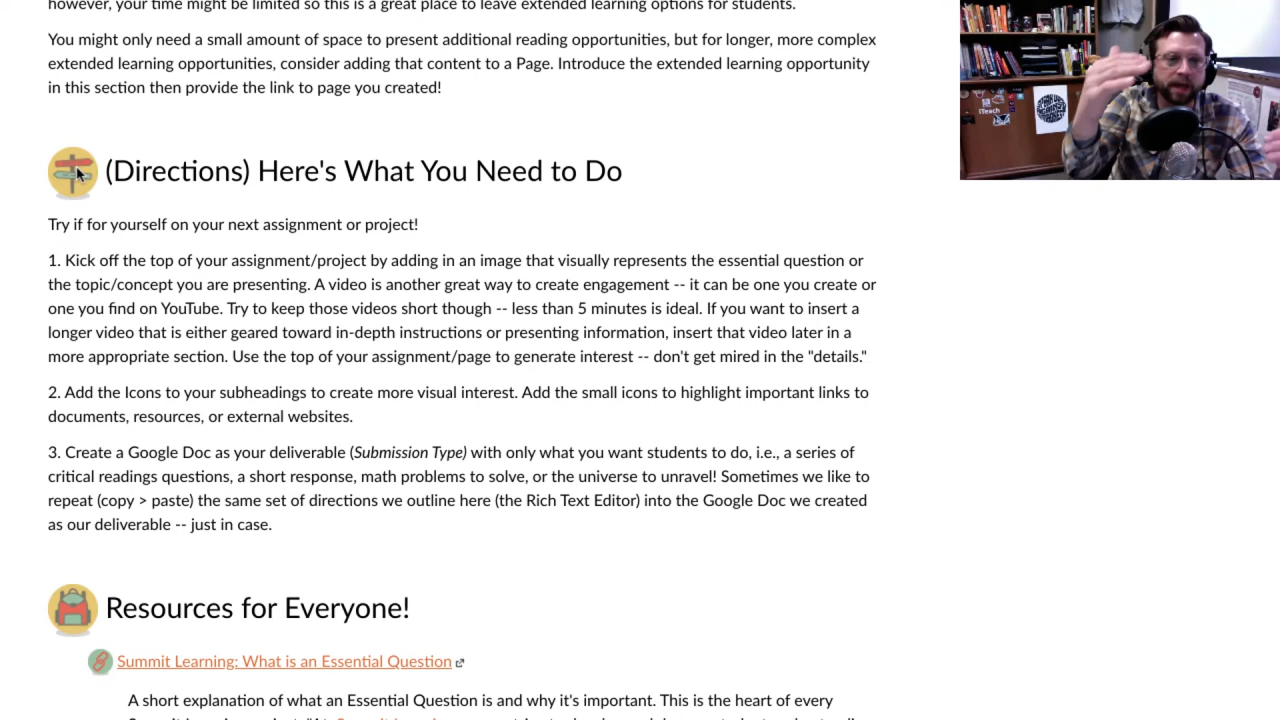 however, your time might be limited so this is a great place to leave extended learning options for students.
You might only need a small amount of space to present additional reading opportunities, but for longer, more complex
extended learning opportunities, consider adding that content to a Page. Introduce the extended learning opportunity
in this section then provide the link to page you created!
(Directions) Here's What You Need to Do
Try if for yourself on your next assignment or project!
1. Kick off the top of your assignment/project by adding in an image that visually represents the essential question or
the topic/concept you are presenting. A video is another great way to create engagement -- it can be one you create or
one you find on YouTube. Try to keep those videos short though -- less than 5 minutes is ideal. If you want to insert a
longer video that is either geared toward in-depth instructions or presenting information, insert that video later in a
more appropriate section. Use the top of your assignment/page to generate interest -- don't get mired in the "details."
2. Add the Icons to your subheadings to create more visual interest. Add the small icons to highlight important links to
documents, resources, or external websites.
3. Create a Google Doc as your deliverable (Submission Type) with only what you want students to do, i.e., a series of
critical readings questions, a short response, math problems to solve, or the universe to unravel! Sometimes we like to
repeat (copy > paste) the same set of directions we outline here (the Rich Text Editor) into the Google Doc we created
as our deliverable -- just in case.
Resources for Everyone!
Summit Learning: What is an Essential Question
A short explanation of what an Essential Question is and why it's important. This is the heart of every
iTeach